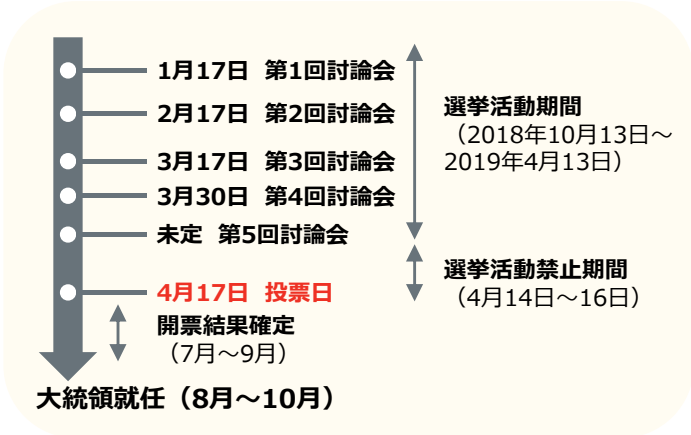 1月17日 第1回討論会
2月17日 第2回討論会
3月17日 第3回討論会
3月30日 第4回討論会
未定 第5回討論会
選挙活動期間
（2018年10月13日～
2019年4月13日）
選挙活動禁止期間
（4月14日～16日）
4月17日 投票日
開票結果確定
（7月～9月）
大統領就任（8月～10月）